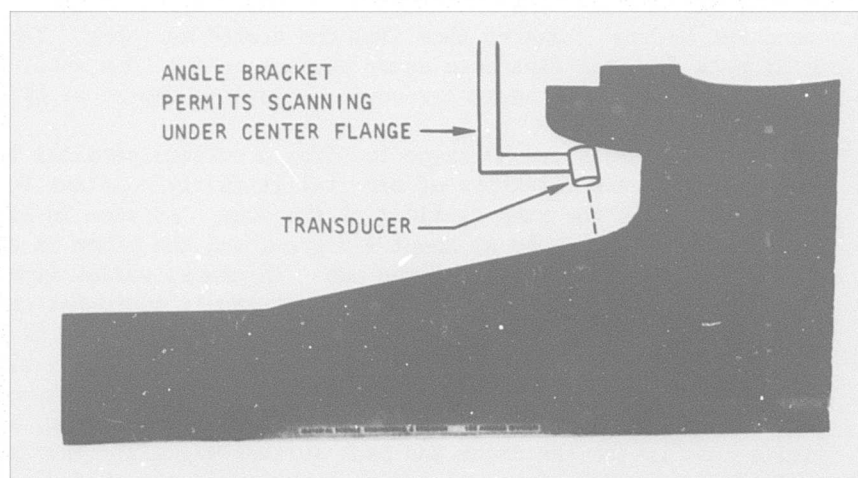 ANGLE BRACKET
PERMITS SCANNING
UNDER CENTER FLANGE
TRANSDUCER